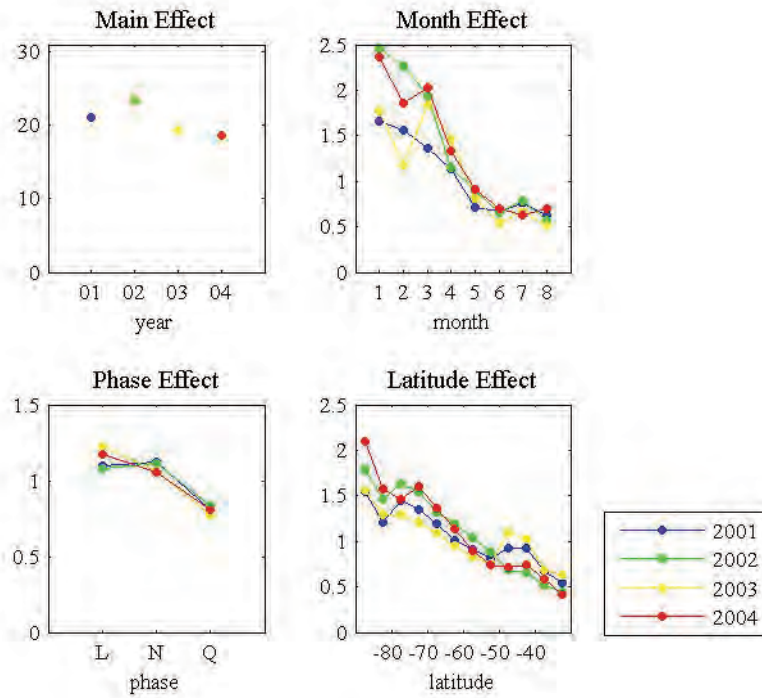 Main Effect
30
20
10
0
01 02 03 04
year
Month Effect
2.5
2
1.5
1
0.5
0
1 2 3 4 5 6 7 8
month
Phase Effect
1.5
1
0.5
0
L N Q
phase
Latitude Effect
2.5
2
1.5
1
0.5
0
-80 -70 -60 -50 -40
latitude
2001
2002
2003
2004